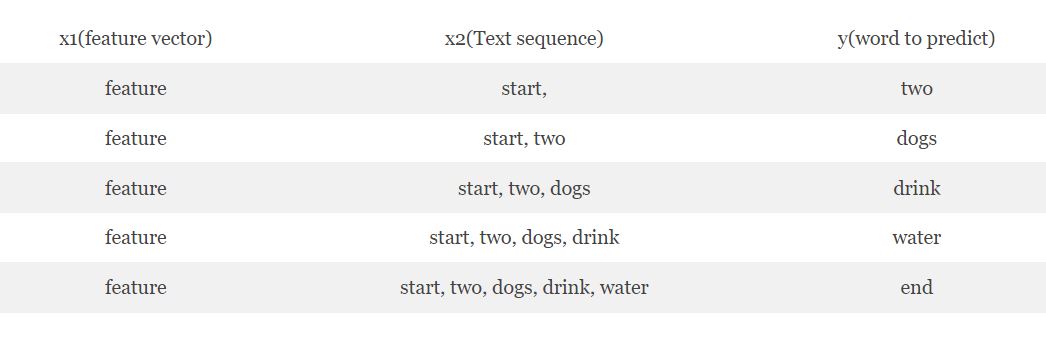 x1(feature vector) x2(Text sequence) y(word to predict)
feature start, two
feature start, two dogs
feature start, two, dogs drink
feature start, two, dogs, drink water
feature start, two, dogs, drink, water end